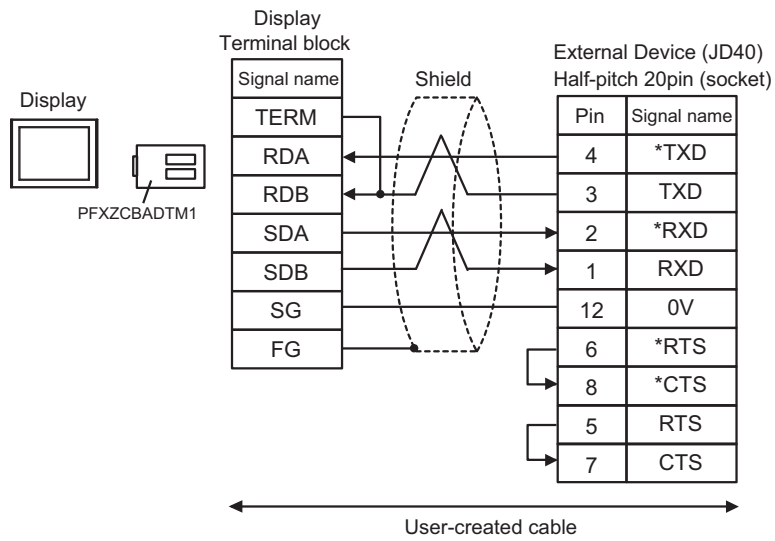 Display
Terminal block
External Device (JD40)
Half-pitch 20pin (socket)
Display
PFXZCBADTM1
Shield
Signal name
TERM
RDA
RDB
SDA
SDB
SG
FG
Pin Signal name
4 *TXD
3 TXD
2 *RXD
1 RXD
12 0V
6 *RTS
8 *CTS
5 RTS
7 CTS
User-created cable